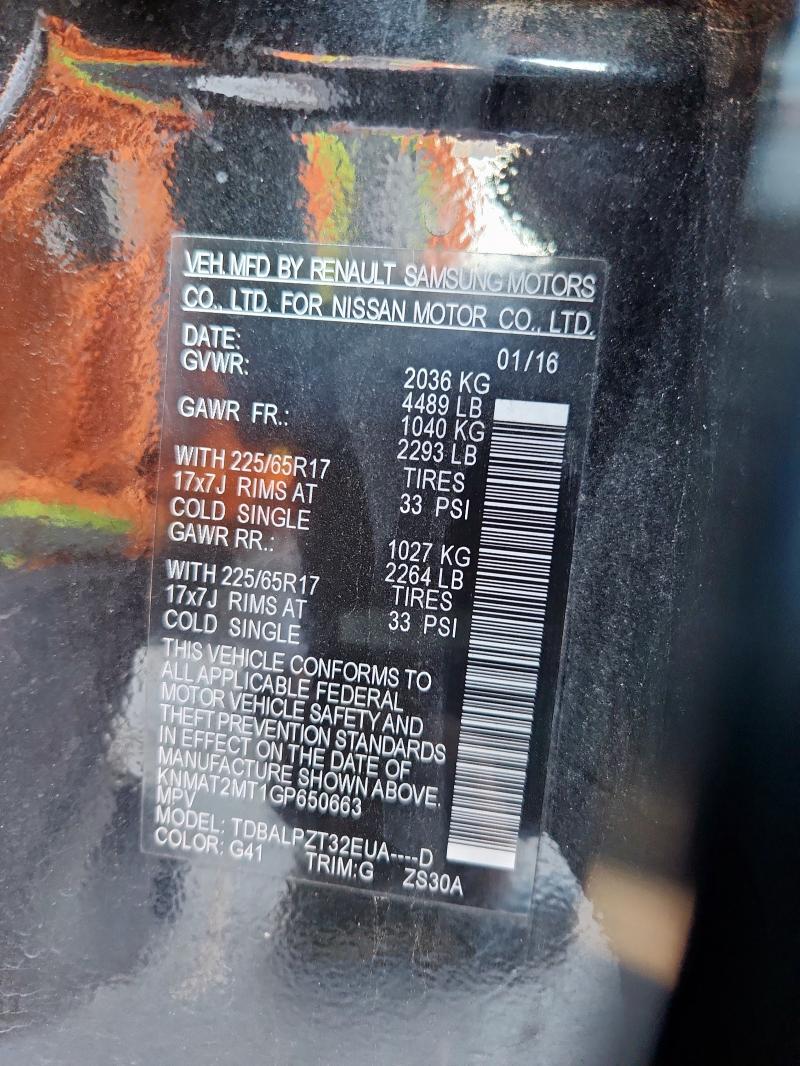 VEH.MFD BY RENAULT SAMSUNG MOTORS
CO., LTD. FOR NISSAN MOTOR CO., LTD.
DATE: 01/16
GVWR: 2036 KG
4489 LB
GAWR FR.: 1040 KG
2293 LB
WITH 225/65R17 TIRES
17x7J RIMS AT 33 PSI
COLD SINGLE
GAWR RR.: 1027 KG
2264 LB
WITH 225/65R17 TIRES
17x7J RIMS AT 33 PSI
COLD SINGLE
THIS VEHICLE CONFORMS TO
ALL APPLICABLE FEDERAL
MOTOR VEHICLE SAFETY AND
THEFT PREVENTION STANDARDS
IN EFFECT ON THE DATE OF
MANUFACTURE SHOWN ABOVE.
KNMAT2MT1GP650663
MPV
MODEL: TDBALPZT32EUA----D
COLOR: G41 TRIM:G ZS30A